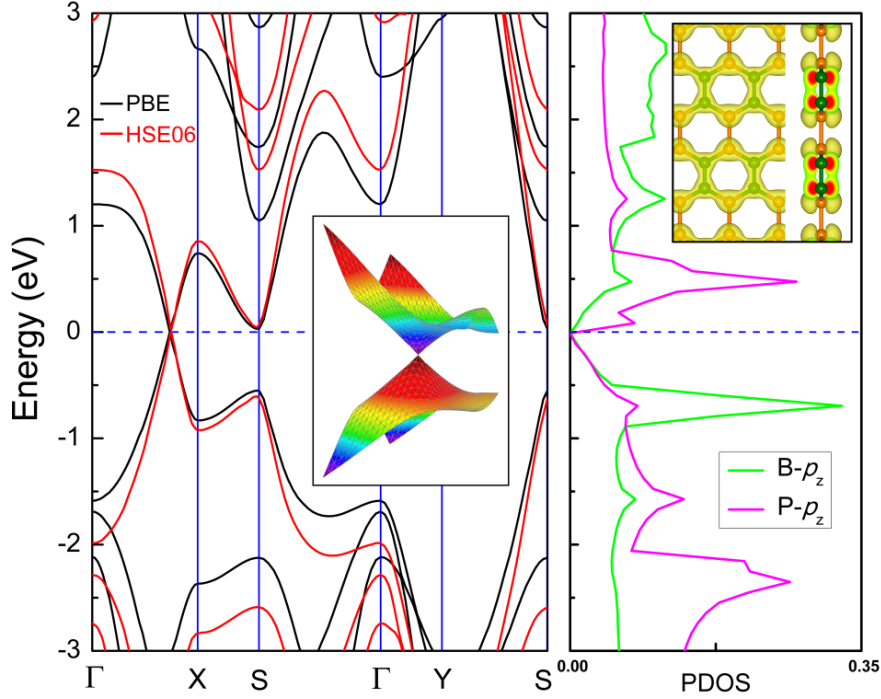 3
2
1
0
-1
-2
-3
Energy (eV)
PBE
HSE06
Γ X S Γ Y S
B-pz
P-pz
0.00 0.35
PDOS